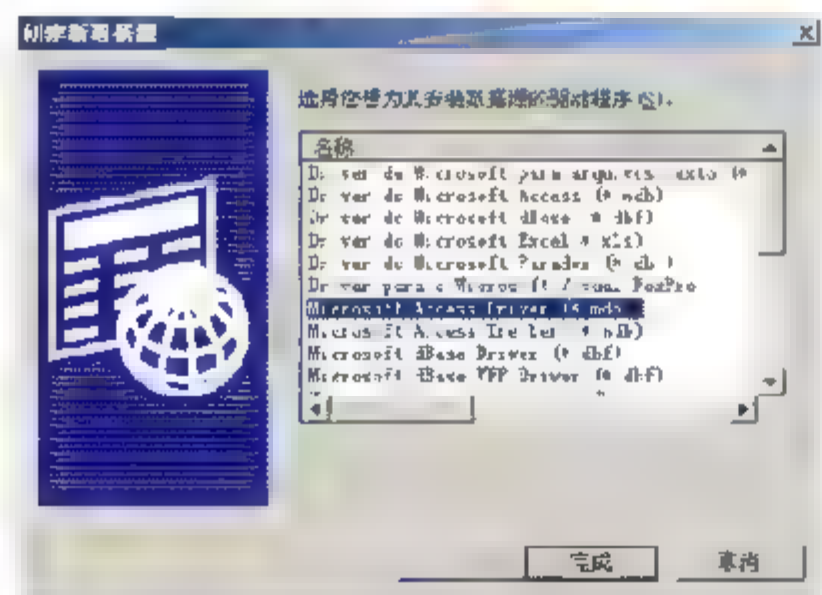 创建新数据源
选择您想为其安装数据源的驱动程序(S)。
名称
Driver do Microsoft para arquivos texto (*
Driver do Microsoft Access (*.mdb)
Driver do Microsoft dBase (*.dbf)
Driver do Microsoft Excel(*.xls)
Driver do Microsoft Paradox (*.db )
Driver para o Microsoft Visual FoxPro
Microsoft Access Driver (*.mdb)
Microsoft Access-Treiber (*.mdb)
Microsoft dBase Driver (*.dbf)
Microsoft dBase VFP Driver (*.dbf)
完成
取消